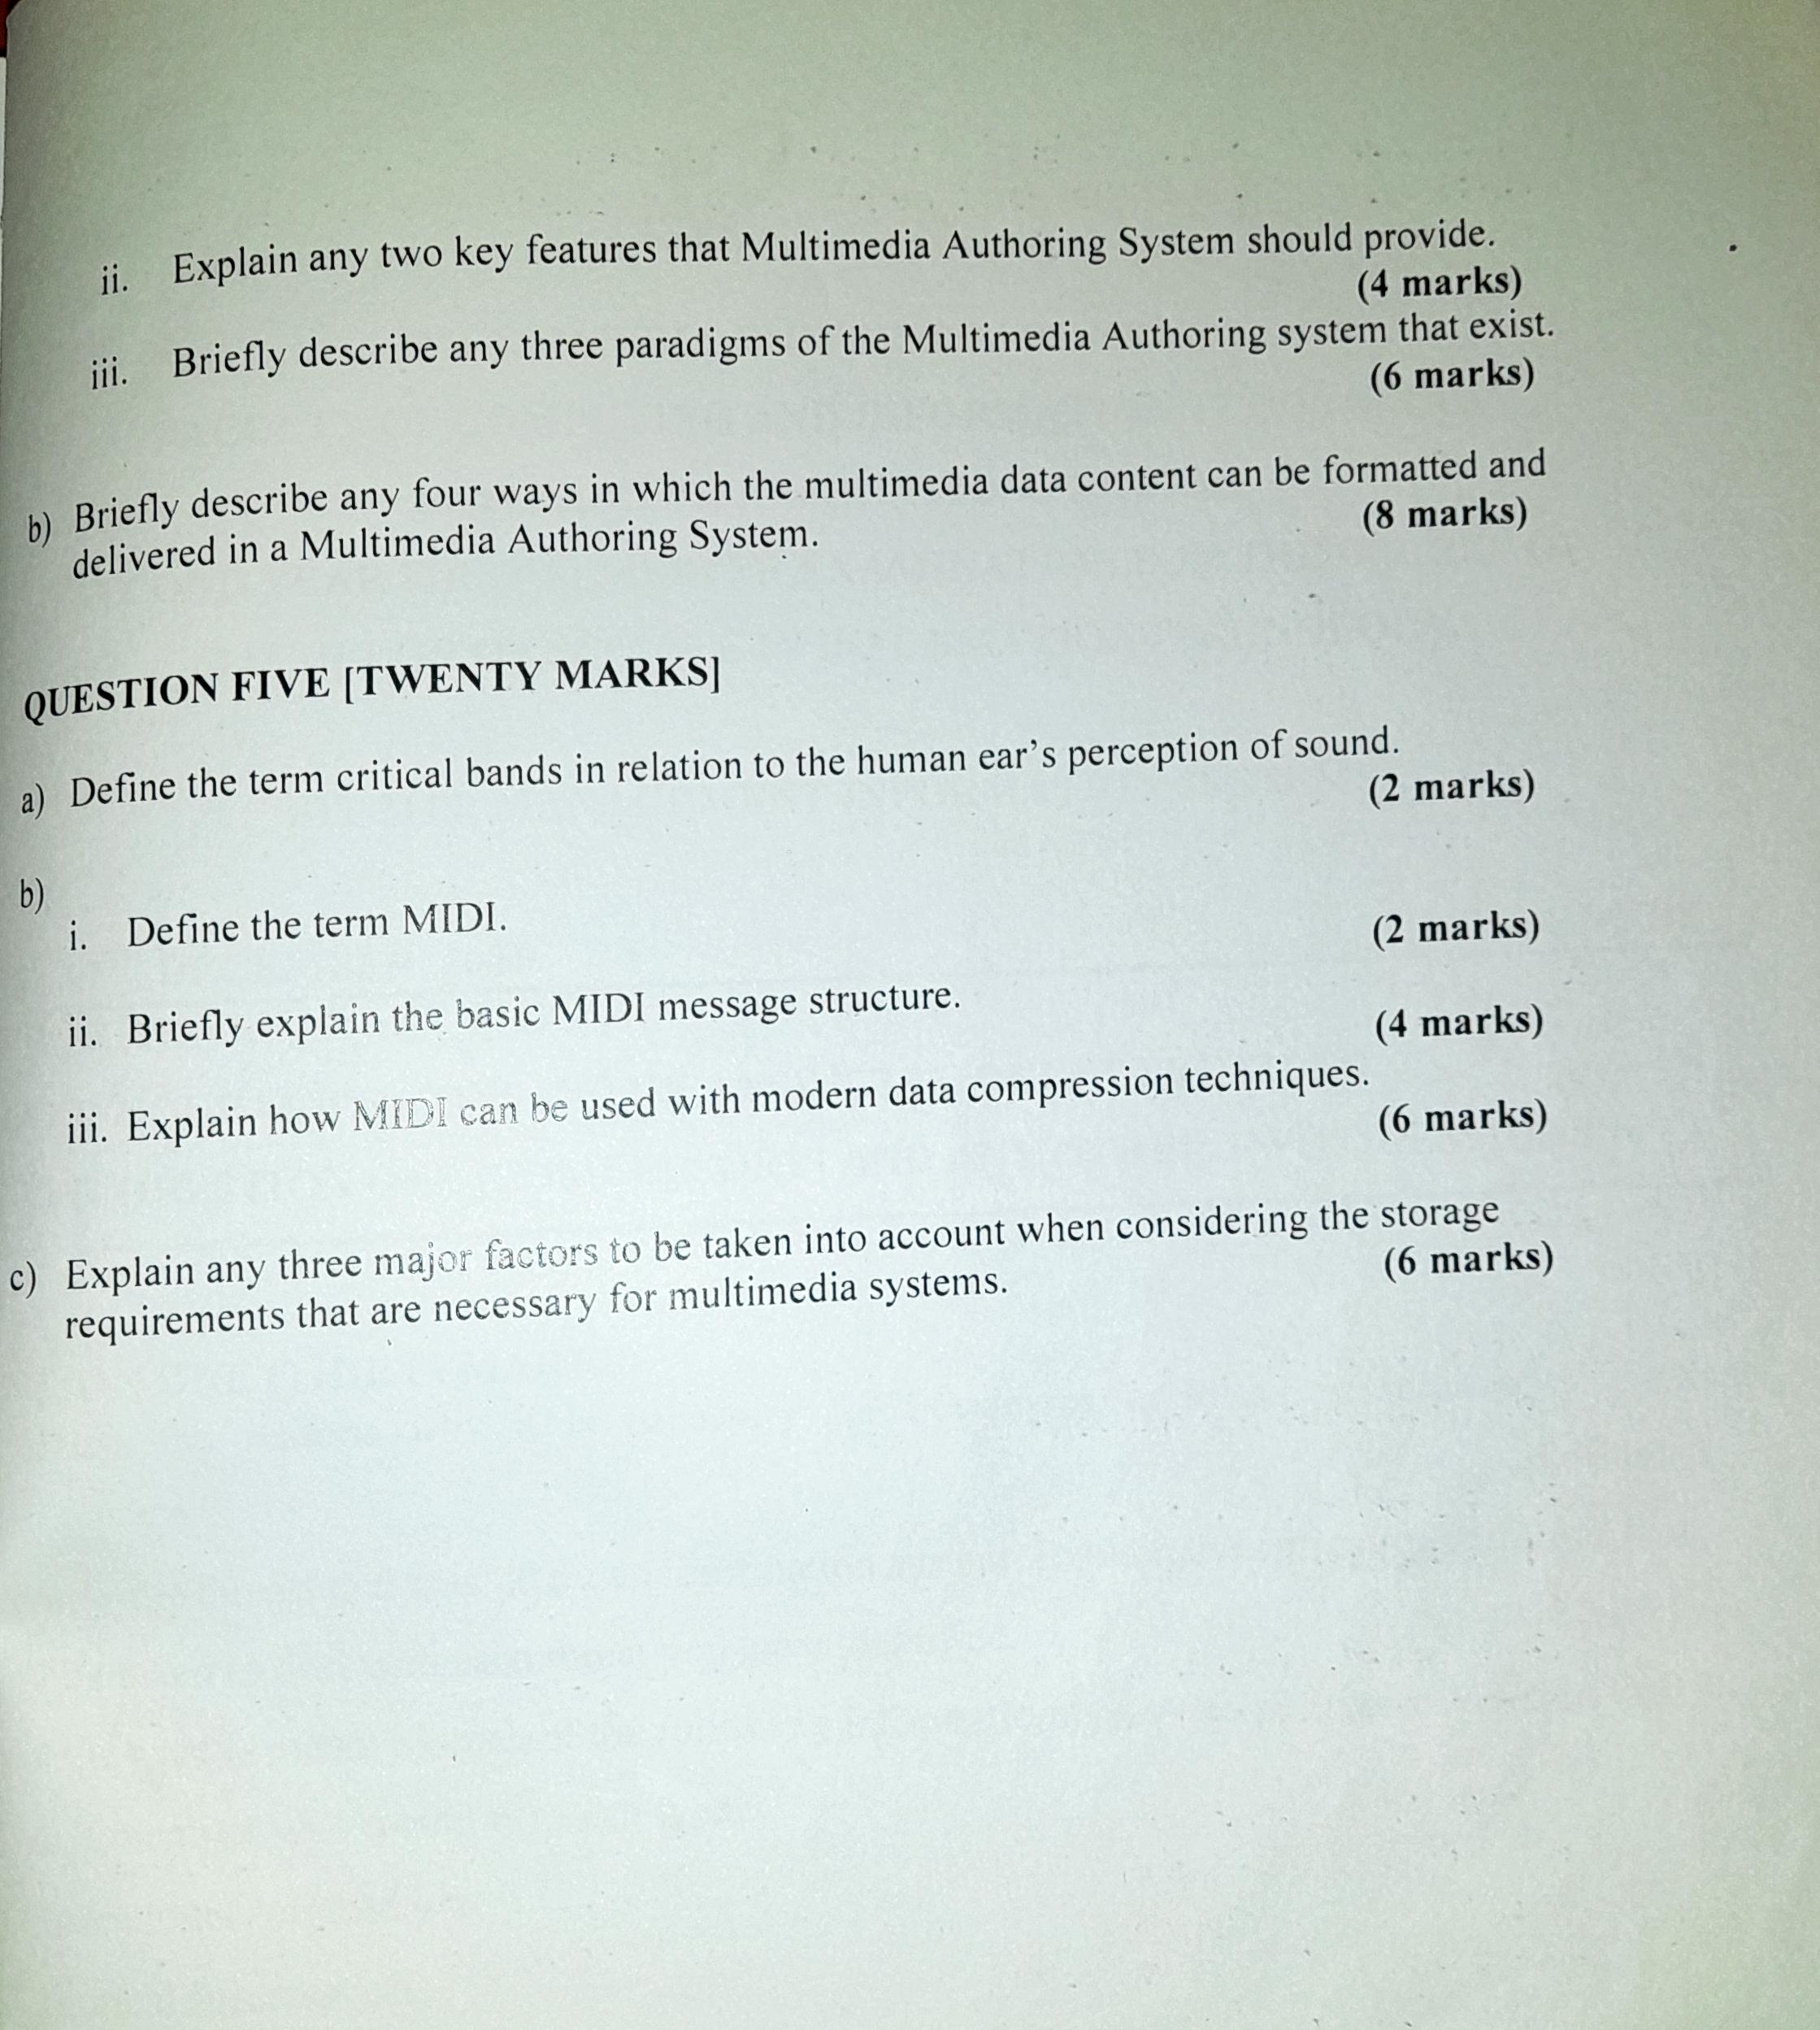 ii. Explain any two key features that Multimedia Authoring System should provide.
(4 marks)
iii. Briefly describe any three paradigms of the Multimedia Authoring system that exist.
(6 marks)
b) Briefly describe any four ways in which the multimedia data content can be formatted and
delivered in a Multimedia Authoring System. (8 marks)
QUESTION FIVE [TWENTY MARKS]
a) Define the term critical bands in relation to the human ear's perception of sound.
(2 marks)
b)
i. Define the term MIDI. (2 marks)
ii. Briefly explain the basic MIDI message structure. (4 marks)
iii. Explain how MIDI can be used with modern data compression techniques.
(6 marks)
c) Explain any three major factors to be taken into account when considering the storage
requirements that are necessary for multimedia systems. (6 marks)